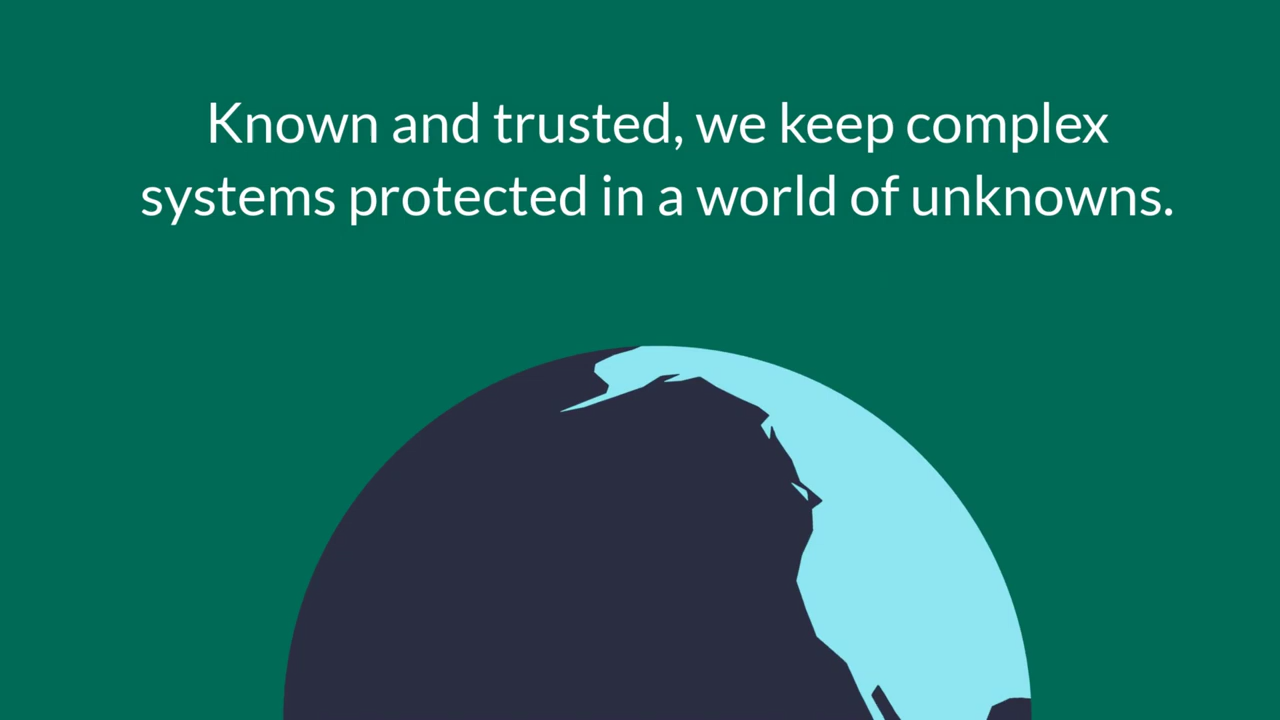 Known and trusted, we keep complex
systems protected in a world of unknowns.